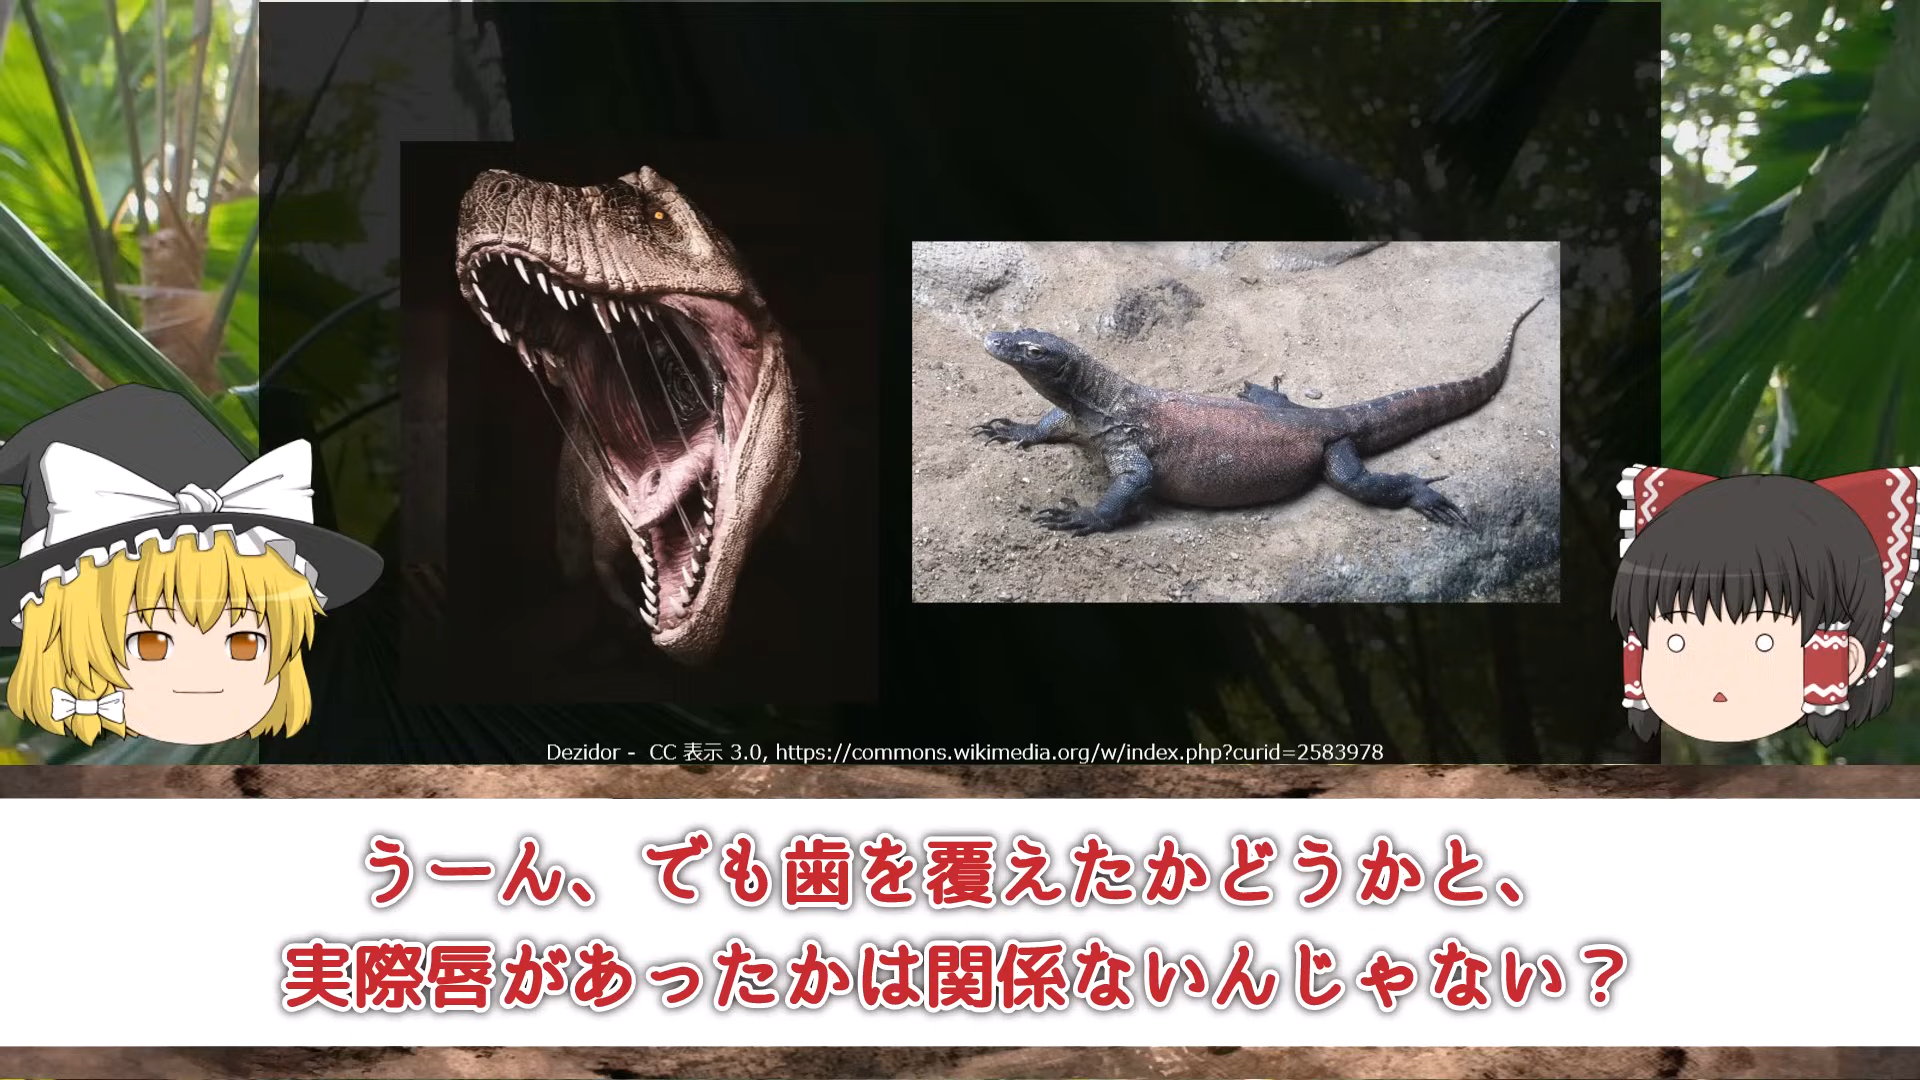 Dezidor -  CC 表示 3.0, https://commons.wikimedia.org/w/index.php?curid=2583978
うーん、でも歯を覆えたかどうかと、
実際唇があったかは関係ないんじゃない？